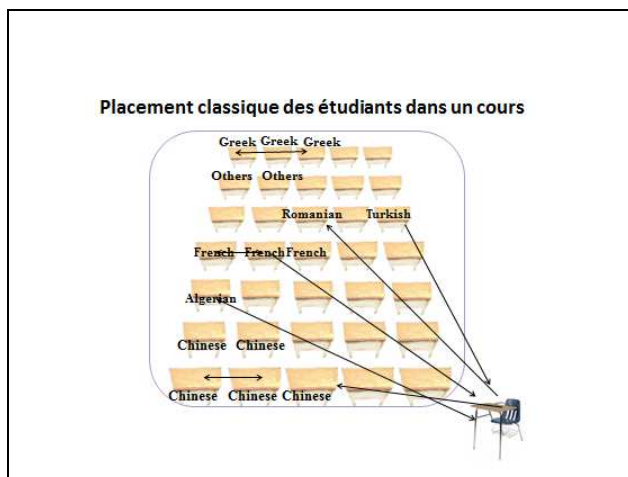 Placement classique des étudiants dans un cours
Greek Greek Greek
Others Others
Romanian Turkish
French French French
Algerian
Chinese Chinese
Chinese Chinese Chinese